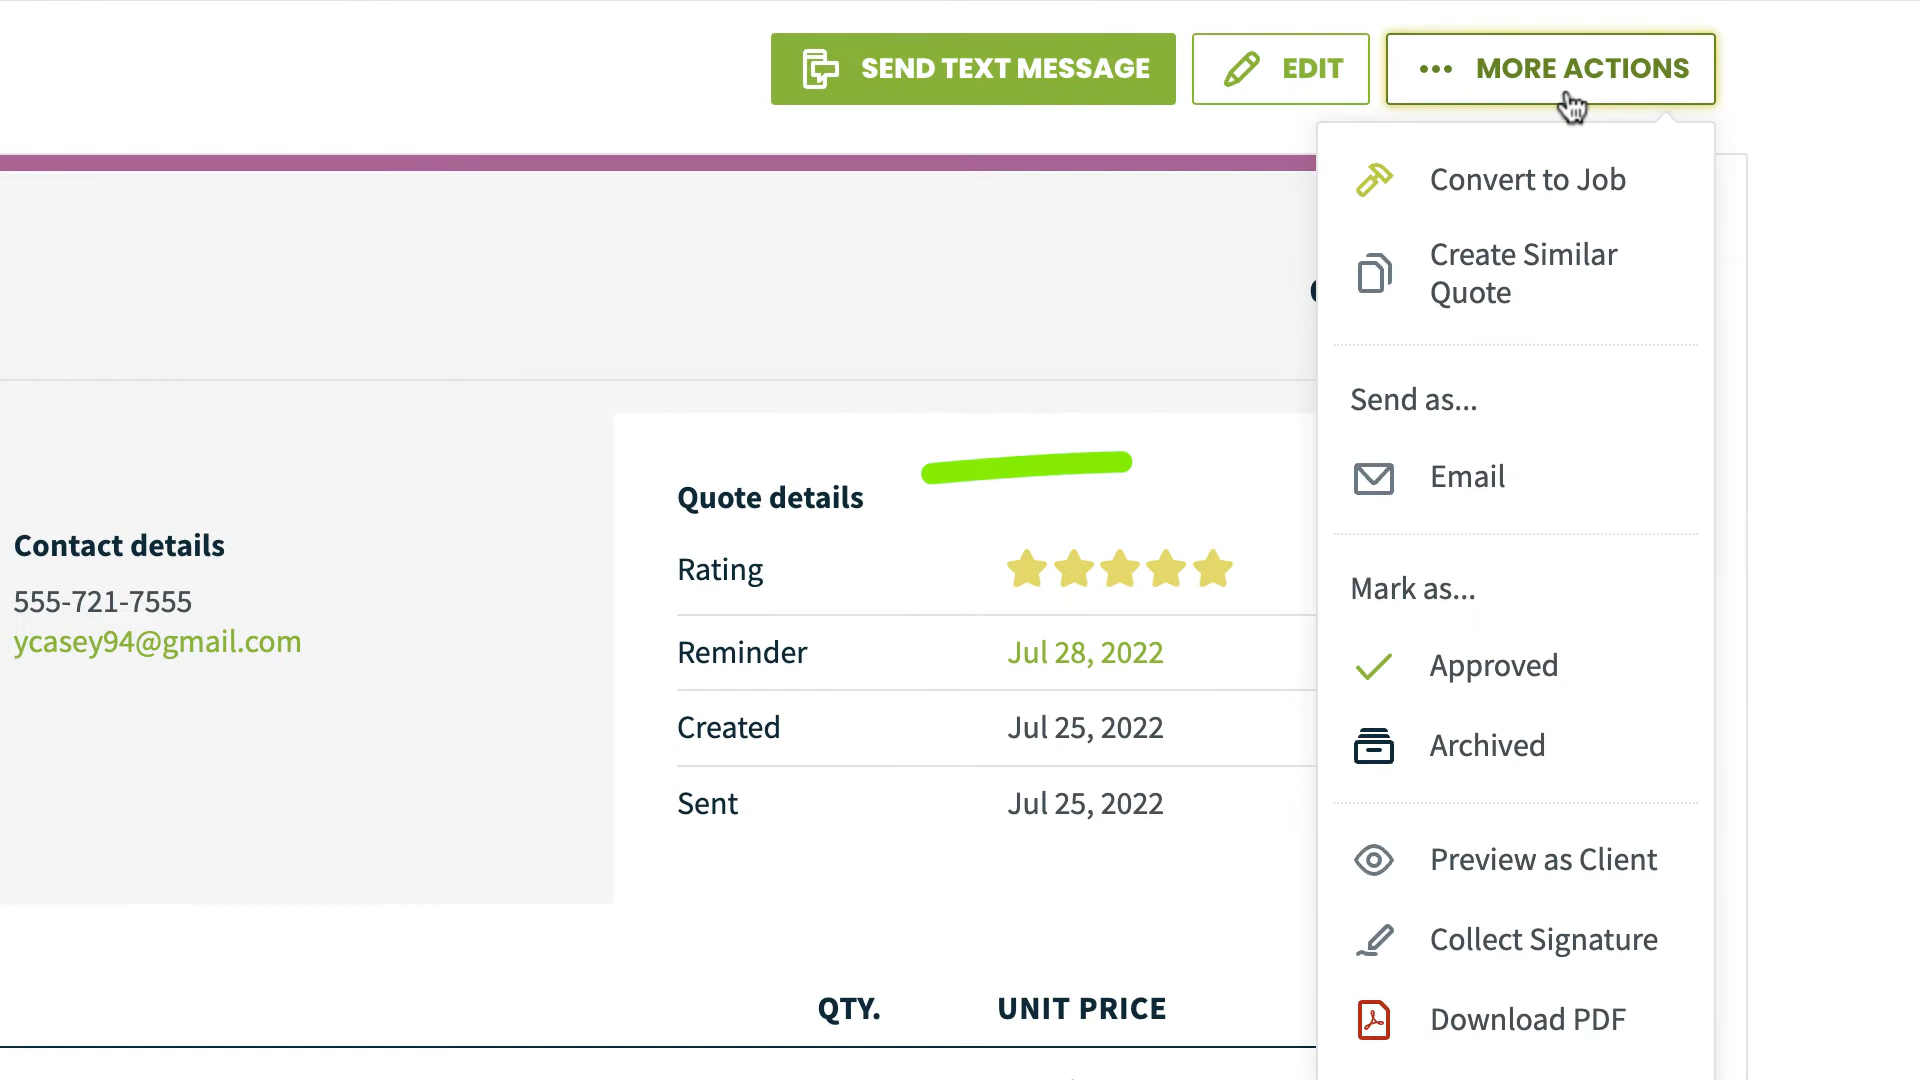 SEND TEXT MESSAGE
EDIT
MORE ACTIONS
Convert to Job
Create Similar
Quote
Send as...
Email
Mark as...
Approved
Archived
Preview as Client
Collect Signature
Download PDF
Contact details
555-721-7555
ycasey94@gmail.com
Quote details
Rating
Reminder Jul 28, 2022
Created Jul 25, 2022
Sent Jul 25, 2022
QTY. UNIT PRICE